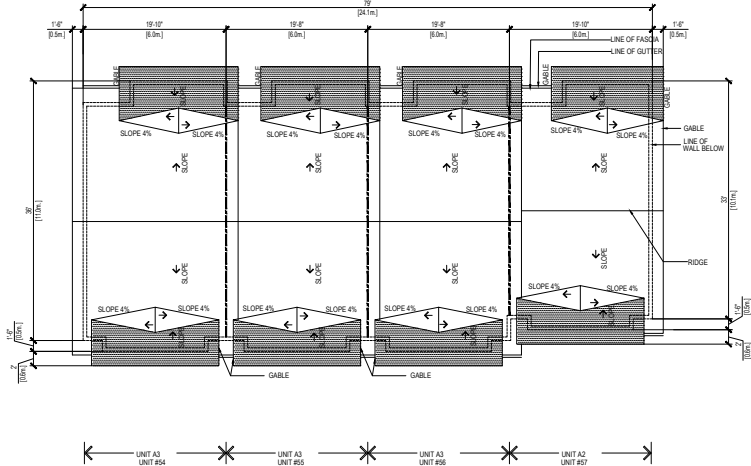 79'
[24.1m.]
1'-6" 19'-10" 19'-8" 19'-8" 19'-10" 1'-6"
[0.5m.] [6.0m.] [6.0m.] [6.0m.] [6.0m.] [0.5m.]
LINE OF FASCIA
LINE OF GUTTER
GABLE GABLE GABLE GABLE GABLE
SLOPE SLOPE SLOPE SLOPE
SLOPE 4% SLOPE 4% SLOPE 4% SLOPE 4% SLOPE 4% SLOPE 4% SLOPE 4% SLOPE 4%
GABLE
LINE OF
WALL BELOW
SLOPE SLOPE SLOPE SLOPE
36'
[11.0m.]
33'
[10.1m.]
SLOPE SLOPE SLOPE SLOPE
RIDGE
SLOPE 4% SLOPE 4%
SLOPE 4% SLOPE 4% SLOPE 4% SLOPE 4% SLOPE 4% SLOPE 4%
SLOPE SLOPE SLOPE SLOPE
1'-6"
[0.5m.]
2'
[0.6m.]
1'-6"
[0.5m.]
2'
[0.6m.]
GABLE GABLE
UNIT A3 UNIT A3 UNIT A3 UNIT A2
UNIT #54 UNIT #55 UNIT #56 UNIT #57